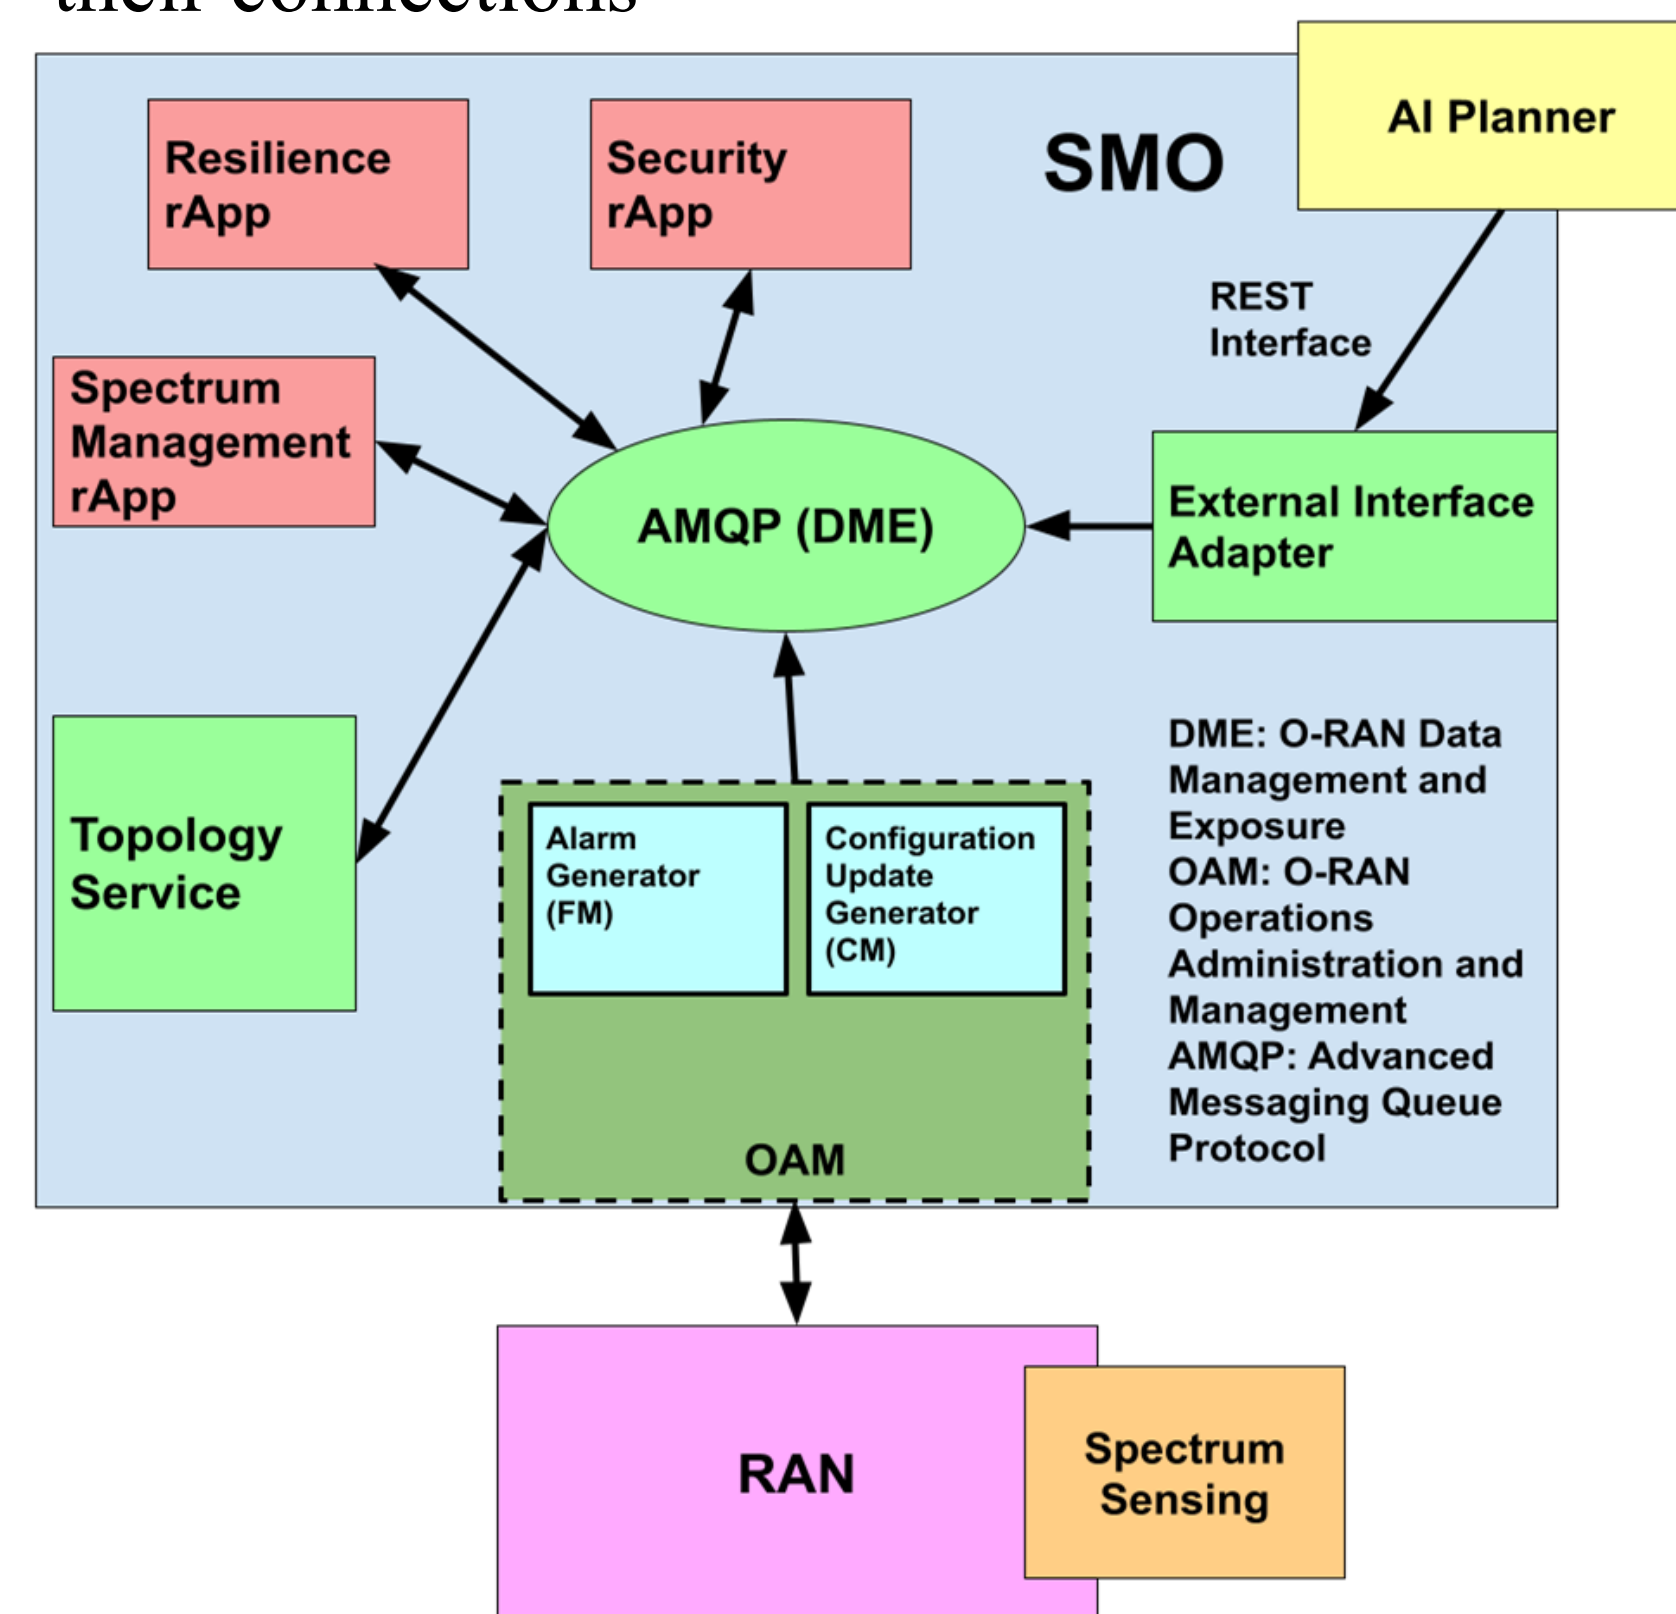 their connections
AI Planner
SMO
Resilience
rApp
Security
rApp
REST
Interface
Spectrum
Management
rApp
AMQP (DME)
External Interface
Adapter
Topology
Service
Alarm
Generator
(FM)
Configuration
Update
Generator
(CM)
OAM
DME: O-RAN Data
Management and
Exposure
OAM: O-RAN
Operations
Administration and
Management
AMQP: Advanced
Messaging Queue
Protocol
RAN
Spectrum
Sensing